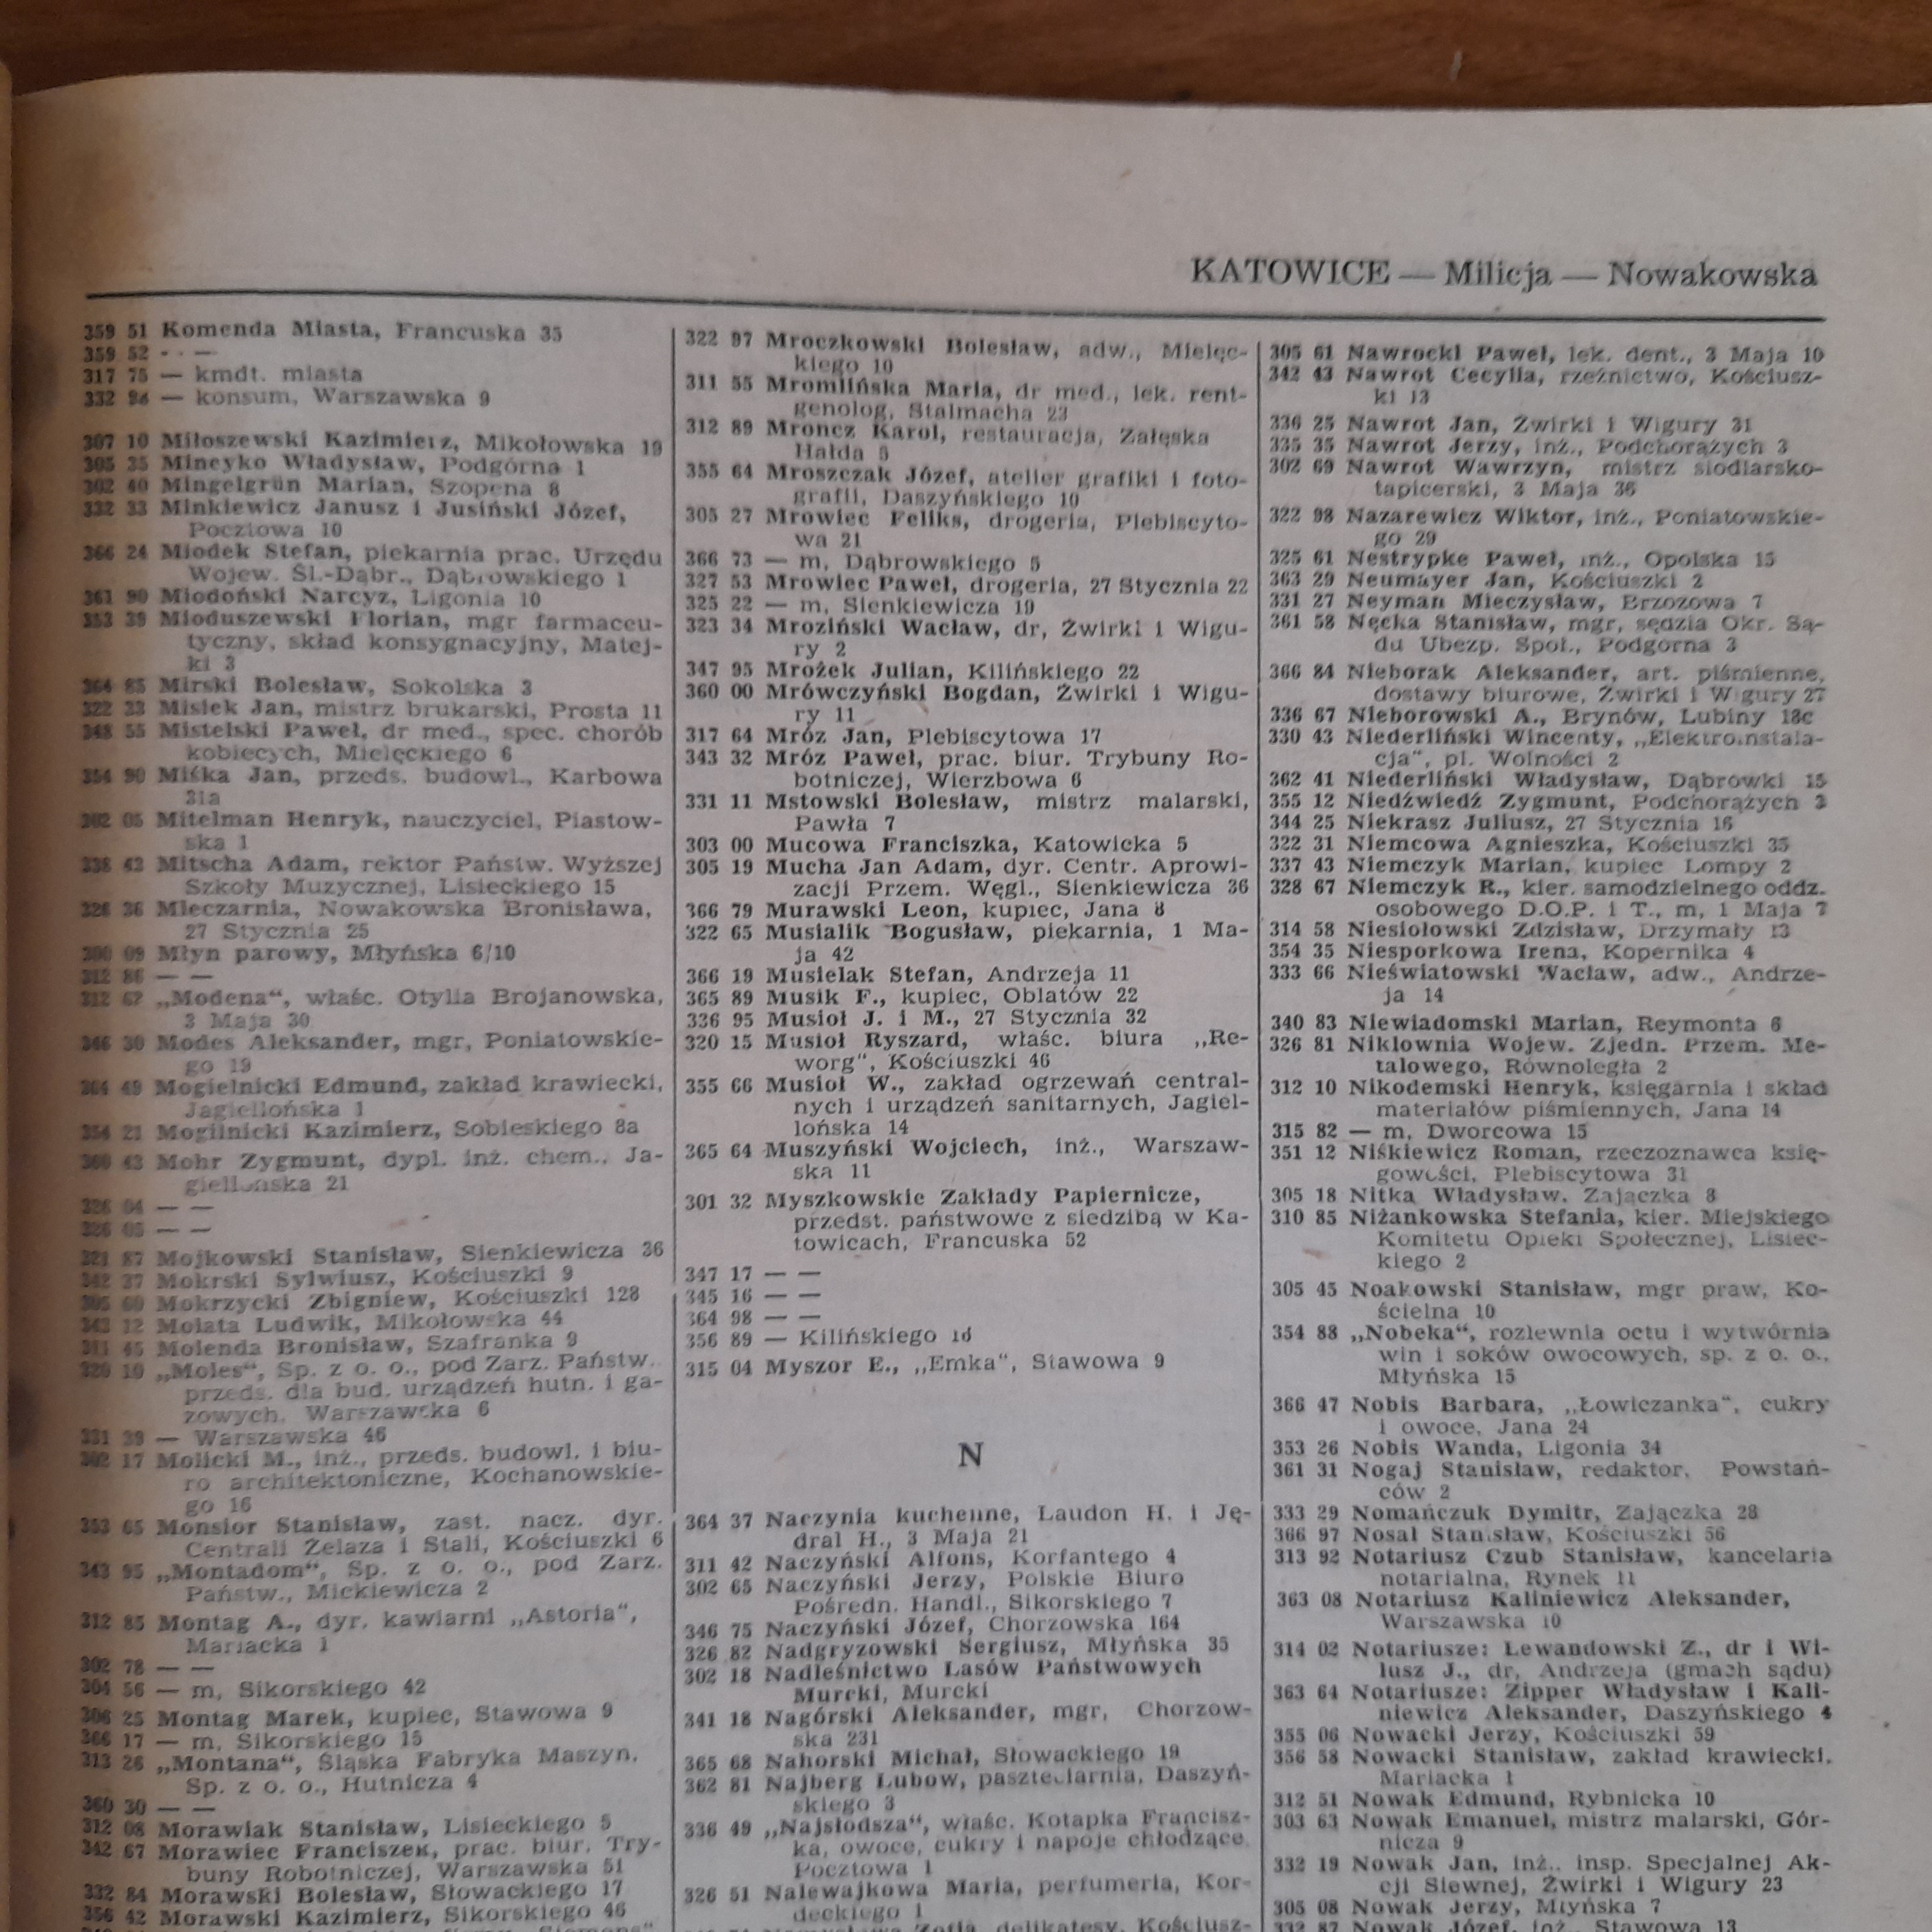 KATOWICE — Milicja — Nowakowska
359 51 Komenda Miasta, Francuska 35
359 52 - - —
317 75 — kmdt. miasta
332 94 — konsum, Warszawska 9
307 10 Miłoszewski Kazimierz, Mikołowska 19
305 35 Mineyko Władysław, Podgórna 1
302 40 Mingelgrün Marian, Szopena 8
332 33 Minkiewicz Janusz i Jusiński Józef,
Pocztowa 10
366 24 Miodek Stefan, piekarnia prac. Urzędu
Wojew. Śl.-Dąbr., Dąbrowskiego 1
361 90 Miodoński Narcyz, Ligonia 10
353 39 Mioduszewski Florian, mgr farmaceu-
tyczny, skład konsygnacyjny, Matej-
ki 3
364 85 Mirski Bolesław, Sokolska 3
322 33 Misiek Jan, mistrz brukarski, Prosta 11
348 55 Mistelski Paweł, dr med., spec. chorób
kobiecych, Mielęckiego 6
354 90 Miśka Jan, przeds. budowl., Karbowa
31a
302 05 Mitelman Henryk, nauczyciel, Piastow-
ska 1
338 43 Mitscha Adam, rektor Państw. Wyższej
Szkoły Muzycznej, Lisieckiego 15
326 36 Mleczarnia, Nowakowska Bronisława,
27 Stycznia 25
300 09 Młyn parowy, Młyńska 6/10
312 86 — —
312 62 „Modena“, właśc. Otylia Brojanowska,
3 Maja 30
346 30 Modes Aleksander, mgr, Poniatowskie-
go 19
364 49 Mogielnicki Edmund, zakład krawiecki,
Jagiellońska 1
354 21 Mogilnicki Kazimierz, Sobieskiego 8a
360 43 Mohr Zygmunt, dypl. inż. chem., Ja-
giellońska 21
326 04 — —
326 05 — —
321 87 Mojkowski Stanisław, Sienkiewicza 36
342 37 Mokrski Sylwiusz, Kościuszki 9
305 60 Mokrzycki Zbigniew, Kościuszki 128
343 12 Molata Ludwik, Mikołowska 44
311 45 Molenda Bronisław, Szafranka 9
320 10 „Moles“, Sp. z o. o., pod Zarz. Państw.
przeds. dla bud. urządzeń hutn. i ga-
zowych, Warszawska 6
331 39 — Warszawska 46
302 17 Molicki M., inż., przeds. budowl. i biu-
ro architektoniczne, Kochanowskie-
go 16
353 65 Monsior Stanisław, zast. nacz. dyr.
Centrali Żelaza i Stali, Kościuszki 6
343 95 „Montadom“, Sp. z o. o., pod Zarz.
Państw., Mickiewicza 2
312 85 Montag A., dyr. kawiarni „Astoria“,
Mariacka 1
302 78 — —
304 56 — m, Sikorskiego 42
306 25 Montag Marek, kupiec, Stawowa 9
366 17 — m, Sikorskiego 15
313 26 „Montana“, Śląska Fabryka Maszyn,
Sp. z o. o., Hutnicza 4
360 30 — —
312 08 Morawiak Stanisław, Lisieckiego 5
342 67 Morawiec Franciszek, prac. biur. Try-
buny Robotniczej, Warszawska 51
332 84 Morawski Bolesław, Słowackiego 17
356 42 Morawski Kazimierz, Sikorskiego 46
322 97 Mroczkowski Bolesław, adw., Mielęc-
kiego 10
311 55 Mromlińska Maria, dr med., lek. rent-
genolog, Stalmacha 23
312 89 Mroncz Karol, restauracja, Załęska
Hałda 5
355 64 Mroszczak Józef, atelier grafiki i foto-
grafii, Daszyńskiego 10
305 27 Mrowiec Feliks, drogeria, Plebiscyto-
wa 21
366 73 — m, Dąbrowskiego 5
327 53 Mrowiec Paweł, drogeria, 27 Stycznia 22
325 22 — m, Sienkiewicza 19
323 34 Mroziński Wacław, dr, Żwirki i Wigu-
ry 2
347 95 Mrożek Julian, Kilińskiego 22
360 00 Mrówczyński Bogdan, Żwirki i Wigu-
ry 11
317 64 Mróz Jan, Plebiscytowa 17
343 32 Mróz Paweł, prac. biur. Trybuny Ro-
botniczej, Wierzbowa 6
331 11 Mstowski Bolesław, mistrz malarski,
Pawła 7
303 00 Mucowa Franciszka, Katowicka 5
305 19 Mucha Jan Adam, dyr. Centr. Aprowi-
zacji Przem. Węgl., Sienkiewicza 36
366 79 Murawski Leon, kupiec, Jana 8
322 65 Musialik Bogusław, piekarnia, 1 Ma-
ja 42
366 19 Musielak Stefan, Andrzeja 11
365 89 Musik F., kupiec, Oblatów 22
336 95 Musioł J. i M., 27 Stycznia 32
320 15 Musioł Ryszard, właśc. biura „Re-
worg“, Kościuszki 46
355 66 Musioł W., zakład ogrzewań central-
nych i urządzeń sanitarnych, Jagiel-
lońska 14
365 64 Muszyński Wojciech, inż., Warszaw-
ska 11
301 32 Myszkowskie Zakłady Papiernicze,
przedst. państwowe z siedzibą w Ka-
towicach, Francuska 52
347 17 — —
345 16 — —
364 98 — —
356 89 — Kilińskiego
315 04 Myszor E., „Emka“, Stawowa 9
N
364 37 Naczynia kuchenne, Laudon H. i Ję-
dral H., 3 Maja 21
311 42 Naczyński Alfons, Korfantego 4
302 65 Naczyński Jerzy, Polskie Biuro
Pośredn. Handl., Sikorskiego 7
346 75 Naczyński Józef, Chorzowska 164
326 82 Nadgryzowski Sergiusz, Młyńska 35
302 18 Nadleśnictwo Lasów Państwowych
Murcki, Murcki
341 18 Nagórski Aleksander, mgr, Chorzow-
ska 231
365 68 Nahorski Michał, Słowackiego 19
362 81 Najberg Lubow, paszteciarnia, Daszyń-
skiego 3
336 49 „Najsłodsza“, właśc. Kotapka Francisz-
ka, owoce, cukry i napoje chłodzące
Pocztowa 1
326 51 Nalewajkowa Maria, perfumeria, Kor-
deckiego 1
Zofia, delikatesy, Kościusz-
305 61 Nawrocki Paweł, lek. dent., 3 Maja 10
342 43 Nawrot Cecylia, rzeźnictwo, Kościusz-
ki 13
336 25 Nawrot Jan, Żwirki i Wigury 31
335 35 Nawrot Jerzy, inż., Podchorążych 3
302 69 Nawrot Wawrzyn, mistrz siodlarsko-
tapicerski, 3 Maja 36
322 98 Nazarewicz Wiktor, inż., Poniatowskie-
go 29
325 61 Nestrypke Paweł, inż., Opolska 15
363 29 Neumayer Jan, Kościuszki 2
331 27 Neyman Mieczysław, Brzozowa 7
361 58 Nęcka Stanisław, mgr, sędzia Okr. Są-
du Ubezp. Społ., Podgórna 3
366 84 Nieborak Aleksander, art. piśmienne,
dostawy biurowe, Żwirki i Wigury 27
336 67 Nieborowski A., Brynów, Lubiny 18c
330 43 Niederliński Wincenty, „Elektroinstala-
cja“, pl. Wolności 2
362 41 Niederliński Władysław, Dąbrówki 15
355 12 Niedźwiedź Zygmunt, Podchorążych 3
344 25 Niekrasz Juliusz, 27 Stycznia 16
322 31 Niemcowa Agnieszka, Kościuszki 35
337 43 Niemczyk Marian, kupiec Lompy 2
328 67 Niemczyk R., kier. samodzielnego oddz.
osobowego D.O.P. i T., m, 1 Maja 7
314 58 Niesiołowski Zdzisław, Drzymały 13
354 35 Niesporkowa Irena, Kopernika 4
333 66 Nieświatowski Wacław, adw., Andrze-
ja 14
340 83 Niewiadomski Marian, Reymonta 6
326 81 Niklownia Wojew. Zjedn. Przem. Me-
talowego, Równoległa 2
312 10 Nikodemski Henryk, księgarnia i skład
materiałów piśmiennych, Jana 14
315 82 — m, Dworcowa 15
351 12 Niśkiewicz Roman, rzeczoznawca księ-
gowości, Plebiscytowa 31
305 18 Nitka Władysław, Zajączka 8
310 85 Niżankowska Stefania, kier. Miejskiego
Komitetu Opieki Społecznej, Lisiec-
kiego 2
305 45 Noakowski Stanisław, mgr praw, Ko-
ścielna 10
354 88 „Nobeka“, rozlewnia octu i wytwórnia
win i soków owocowych, sp. z o. o.,
Młyńska 15
366 47 Nobis Barbara, „Łowiczanka“, cukry
i owoce, Jana 24
353 26 Nobis Wanda, Ligonia 34
361 31 Nogaj Stanisław, redaktor, Powstań-
ców 2
333 29 Nomańczuk Dymitr, Zajączka 28
366 97 Nosal Stanisław, Kościuszki 56
313 92 Notariusz Czub Stanisław, kancelaria
notarialna, Rynek 11
363 08 Notariusz Kaliniewicz Aleksander,
Warszawska 10
314 02 Notariusze: Lewandowski Z., dr i Wi-
lusz J., dr, Andrzeja (gmach sądu)
363 64 Notariusze: Zipper Władysław i Kali-
niewicz Aleksander, Daszyńskiego 4
355 06 Nowacki Jerzy, Kościuszki 59
356 58 Nowacki Stanisław, zakład krawiecki,
Mariacka 1
312 51 Nowak Edmund, Rybnicka 10
303 63 Nowak Emanuel, mistrz malarski, Gór-
nicza 9
332 19 Nowak Jan, inż., insp. Specjalnej Ak-
cji Siewnej, Żwirki i Wigury 23
305 08 Nowak Jerzy, Młyńska 7
332 87 Nowak Józef, inż., Stawowa 13